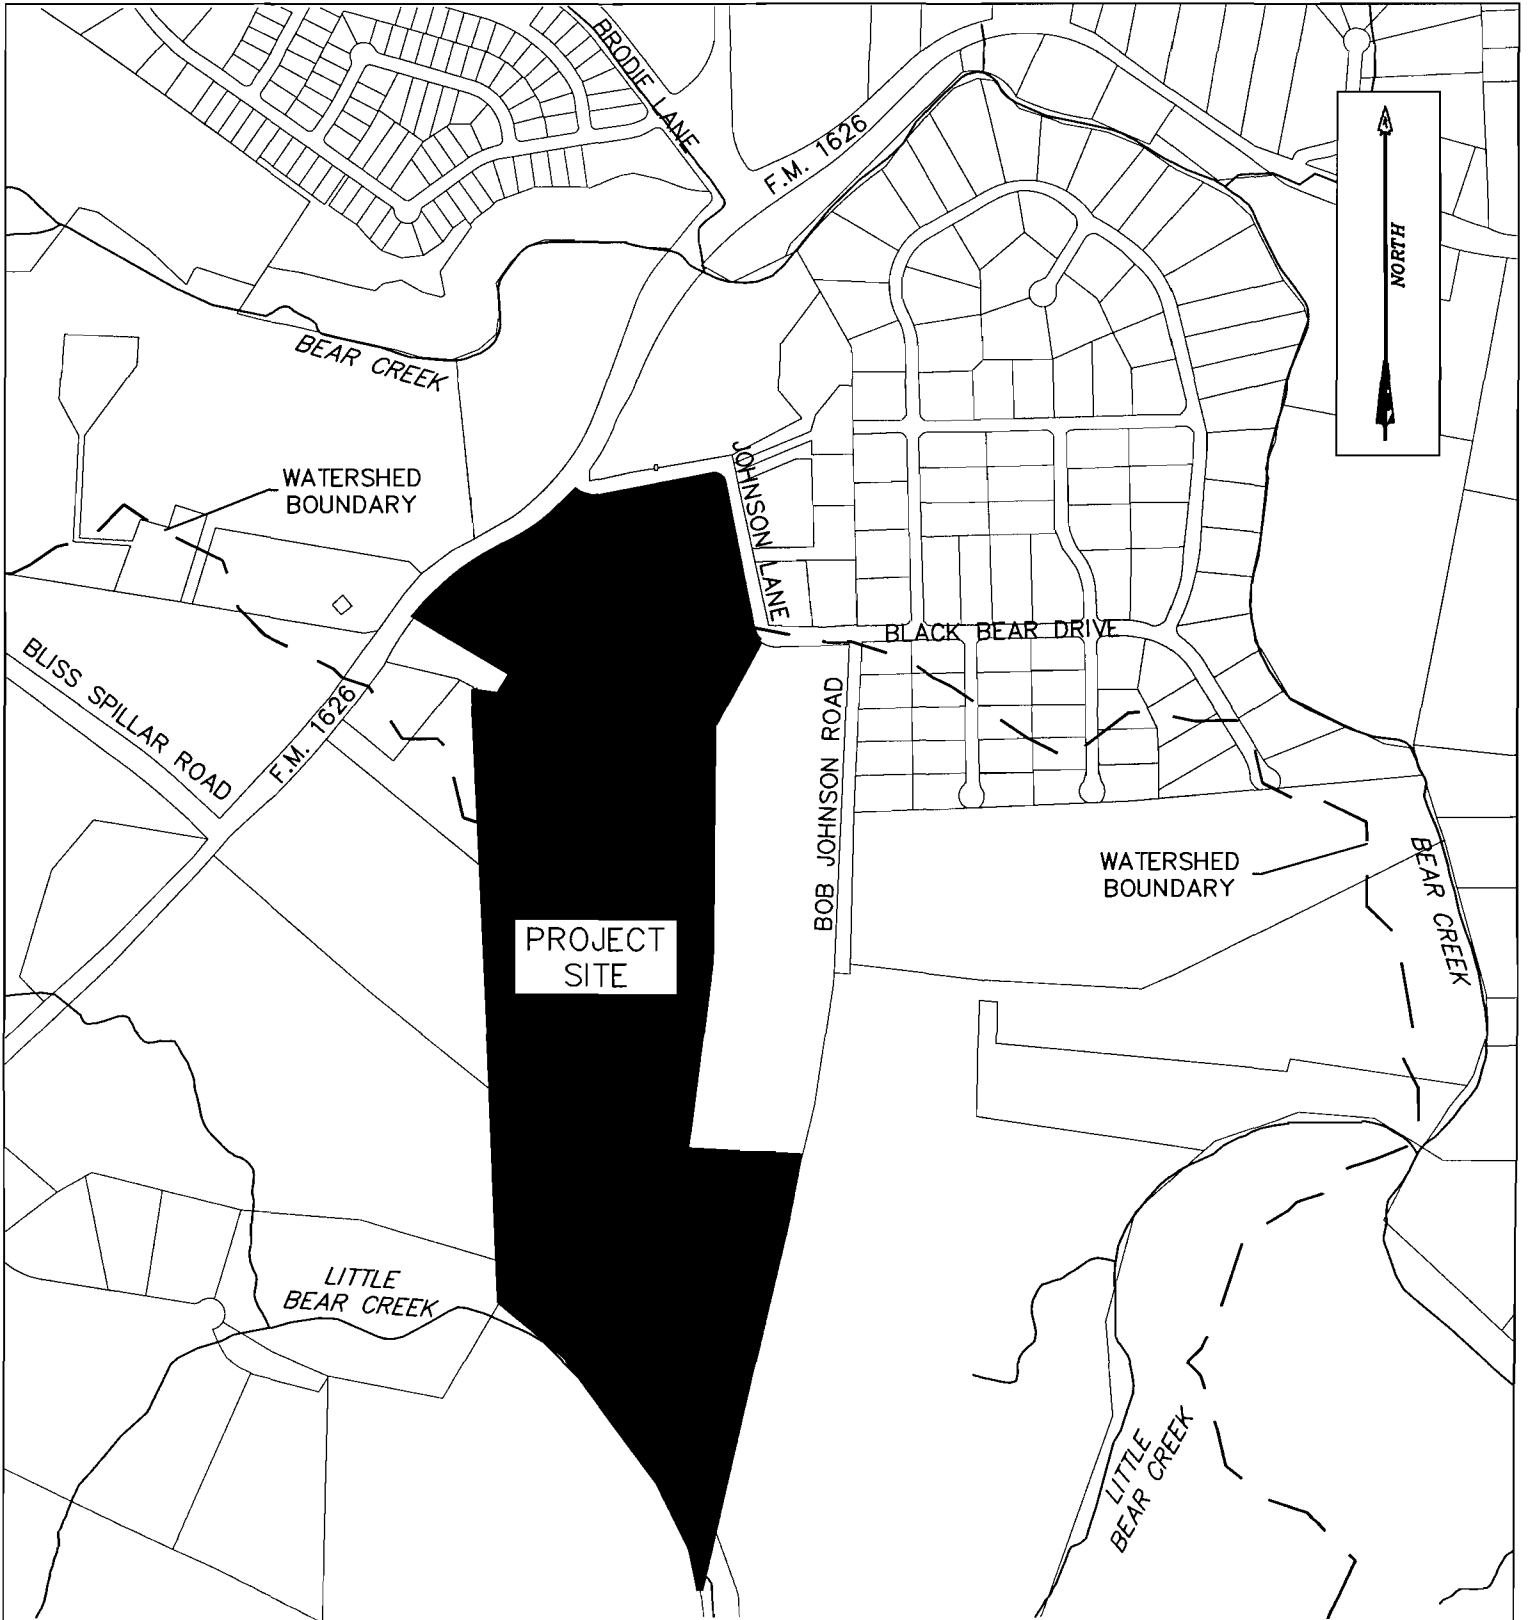 BRODIE LANE
F.M. 1626
NORTH
BEAR CREEK
JOHNSON LANE
WATERSHED
BOUNDARY
BLACK BEAR DRIVE
BLISS SPILLAR ROAD
F.M. 1626
BOB JOHNSON ROAD
WATERSHED
BOUNDARY
BEAR CREEK
PROJECT
SITE
LITTLE
BEAR CREEK
LITTLE
BEAR CREEK